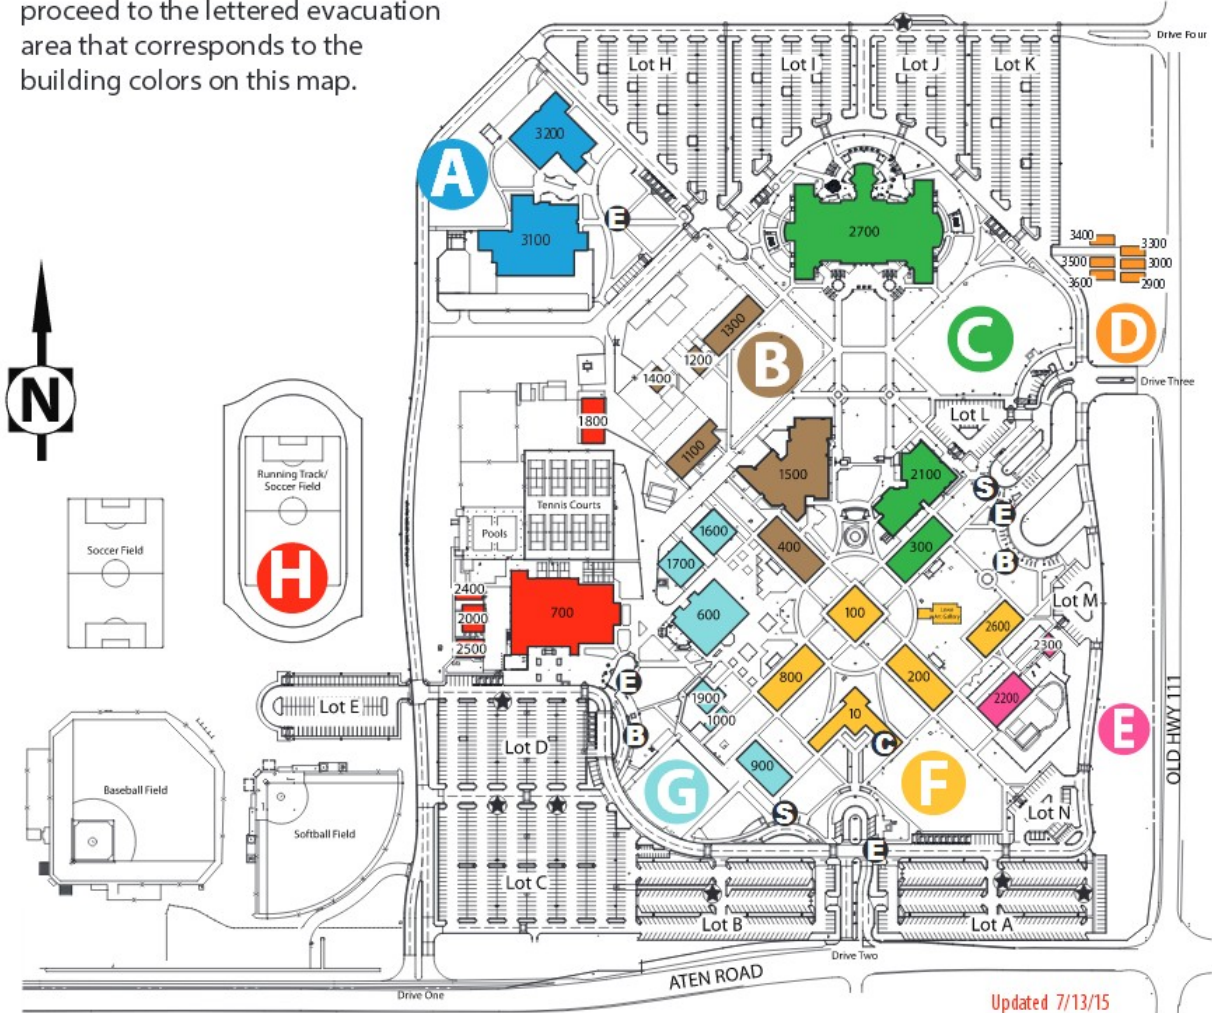 proceed to the lettered evacuation
area that corresponds to the
building colors on this map.
Drive Four
Lot H
Lot I
Lot J
Lot K
3200
A
E
3100
2700
3400
3300
3500
3000
3600
2900
N
1300
B
C
D
1200
1400
Drive Three
1800
Lot L
1100
1500
2100
S
Running Track/
Soccer Field
Tennis Courts
E
Pools
1600
400
300
Soccer Field
H
1700
B
2400
2000
2500
700
600
100
2600
Lot M
2300
E
800
200
2200
1900
1000
10
Lot E
B
C
E
OLD HWY 111
Lot D
900
G
F
Baseball Field
Softball Field
S
Lot N
E
Lot C
Lot B
Lot A
Drive Two
ATEN ROAD
Drive One
Updated 7/13/15